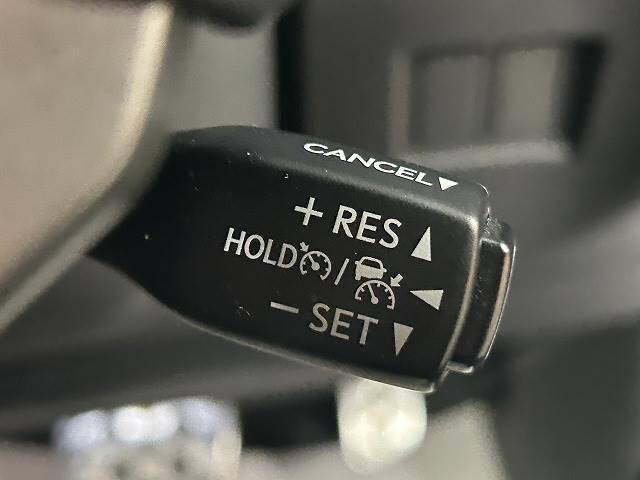 CANCEL▼
+ RES ▲
HOLD / ◀
− SET ▼